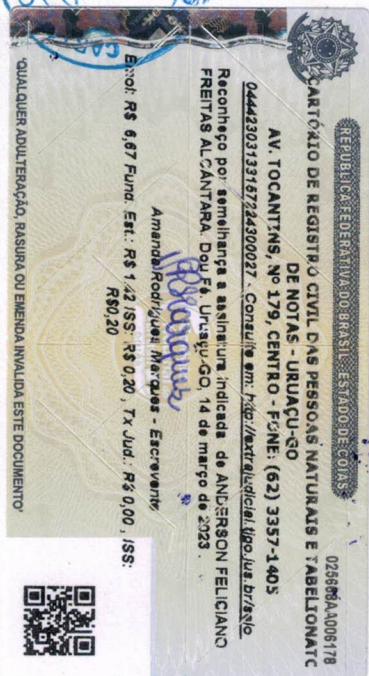 REPÚBLICA FEDERATIVA DO BRASIL - ESTADO DE GOIÁS
025668AA006178
CARTÓRIO DE REGISTRO CIVIL DAS PESSOAS NATURAIS E TABELIONATO
DE NOTAS - URUAÇU-GO
AV. TOCANTINS, Nº 179, CENTRO - FONE: (62) 3357-1405
04442303133157224300027 - Consulte em: http://extrajudicial.tjgo.jus.br/selo
Reconheço por semelhança a assinatura indicada de ANDERSON FELICIANO
FREITAS ALCÂNTARA. Dou Fé. Uruaçu-GO, 14 de março de 2023.
Amanda Rodrigues Marques - Escrevente
Emol: R$ 6,67 Fund. Est.: R$ 1,42 ISS: R$ 0,20, Tx Jud.: R$ 0,00, ISS:
R$0,20
'QUALQUER ADULTERAÇÃO, RASURA OU EMENDA INVALIDA ESTE DOCUMENTO'